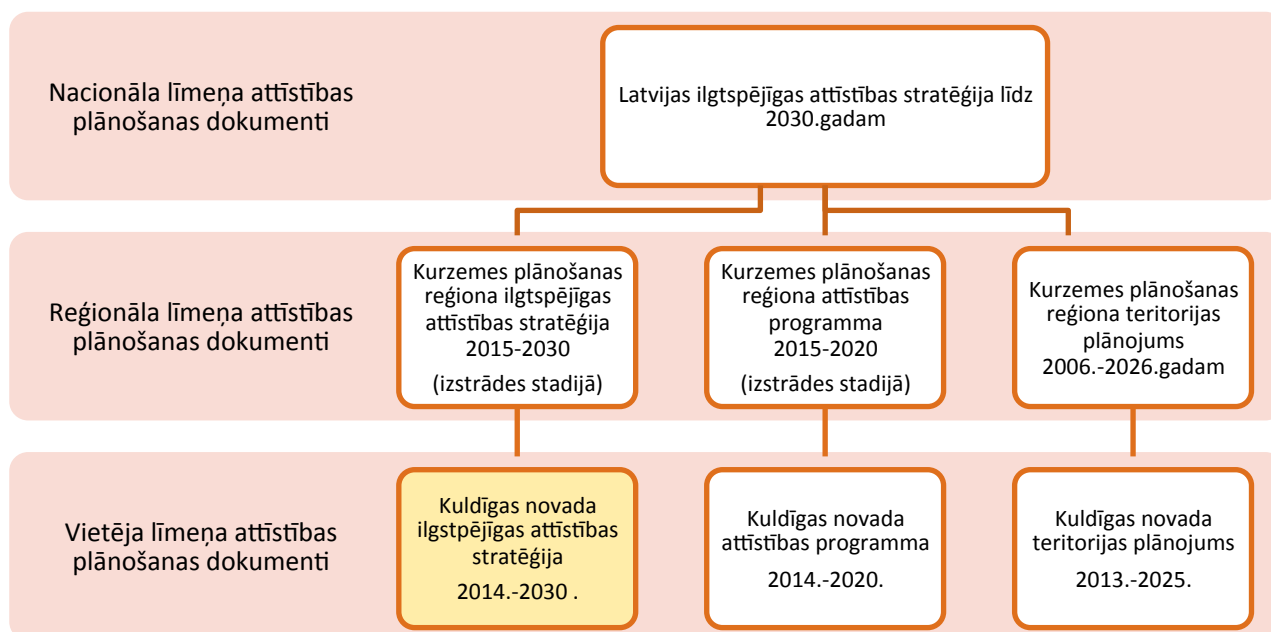 Nacionāla līmeņa attīstības
plānošanas dokumenti
Latvijas ilgtspējīgas attīstības stratēģija līdz
2030.gadam
Reģionāla līmeņa attīstības
plānošanas dokumenti
Kurzemes plānošanas
reģiona ilgtspējīgas
attīstības stratēģija
2015-2030
(izstrādes stadijā)
Kurzemes plānošanas
reģiona attīstības
programma
2015-2020
(izstrādes stadijā)
Kurzemes plānošanas
reģiona teritorijas
plānojums
2006.-2026.gadam
Vietēja līmeņa attīstības
plānošanas dokumenti
Kuldīgas novada
ilgstpējīgas attīstības
stratēģija
2014.-2030 .
Kuldīgas novada
attīstības programma
2014.-2020.
Kuldīgas novada
teritorijas plānojums
2013.-2025.